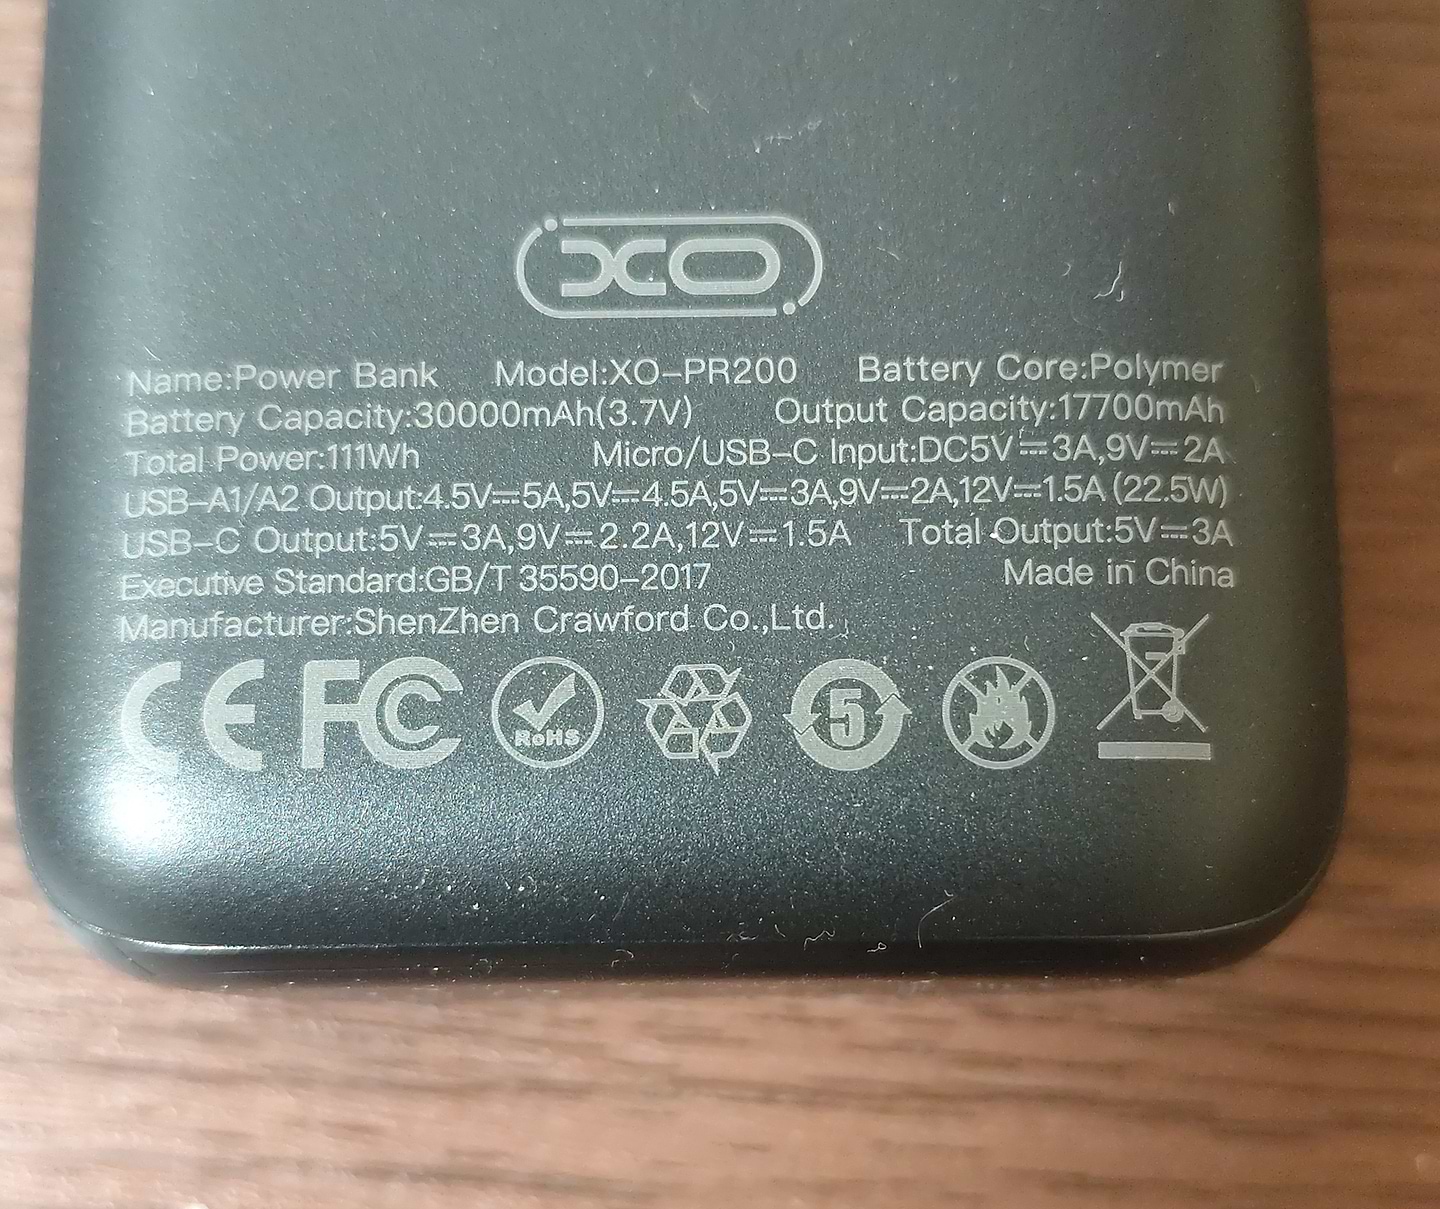 XO
Name:Power Bank Model:XO-PR200 Battery Core:Polymer
Battery Capacity:30000mAh(3.7V) Output Capacity:17700mAh
Total Power:111Wh Micro/USB-C Input:DC5V⎓3A,9V⎓2A
USB-A1/A2 Output:4.5V⎓5A,5V⎓4.5A,5V⎓3A,9V⎓2A,12V⎓1.5A (22.5W)
USB-C Output:5V⎓3A,9V⎓2.2A,12V⎓1.5A Total Output:5V⎓3A
Executive Standard:GB/T 35590-2017 Made in China
Manufacturer:ShenZhen Crawford Co.,Ltd.
CE FC RoHS 5